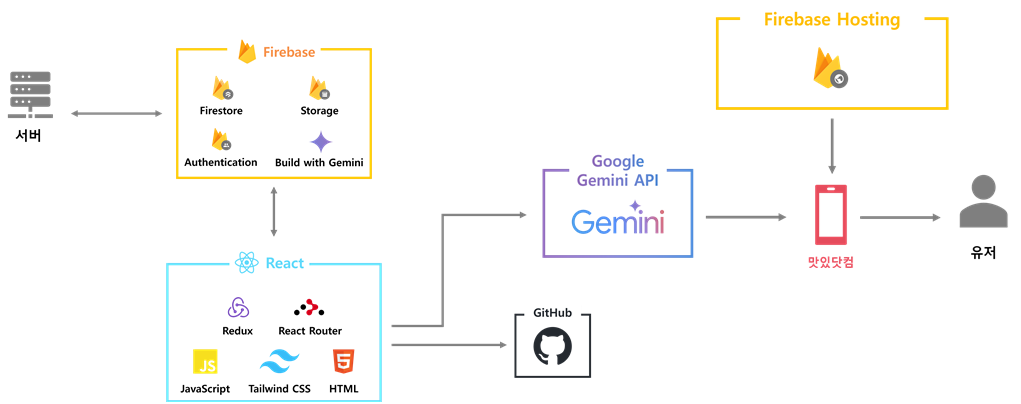 Firebase Hosting
Firebase
Firestore
Storage
서버
Authentication
Build with Gemini
Google
Gemini API
Gemini
맛있닷컴
유저
React
Redux
React Router
JS
JavaScript
Tailwind CSS
5
HTML
GitHub